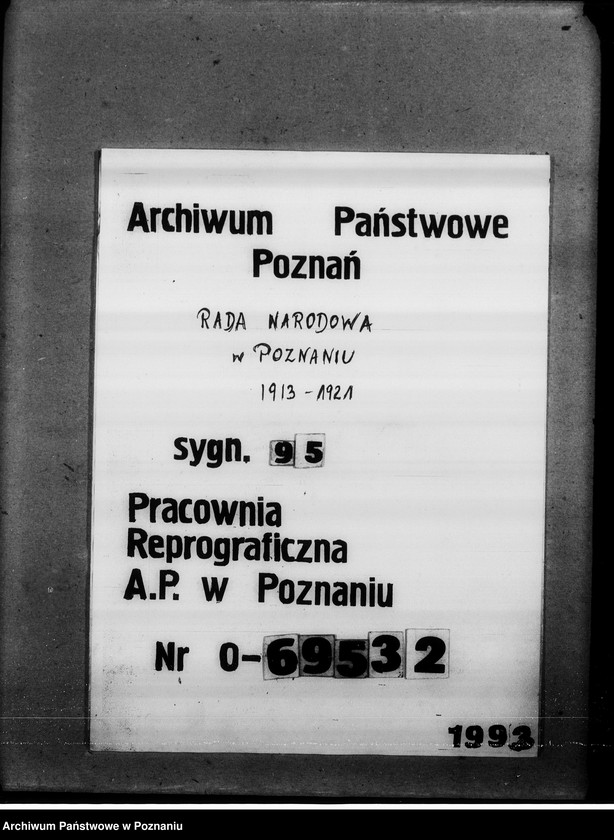 Archiwum Państwowe
Poznań
RADA NARODOWA
w POZNANIU
1913-1921
sygn. 95
Pracownia
Reprograficzna
A.P. w Poznaniu
Nr O-69532
1993
Archiwum Państwowe w Poznaniu